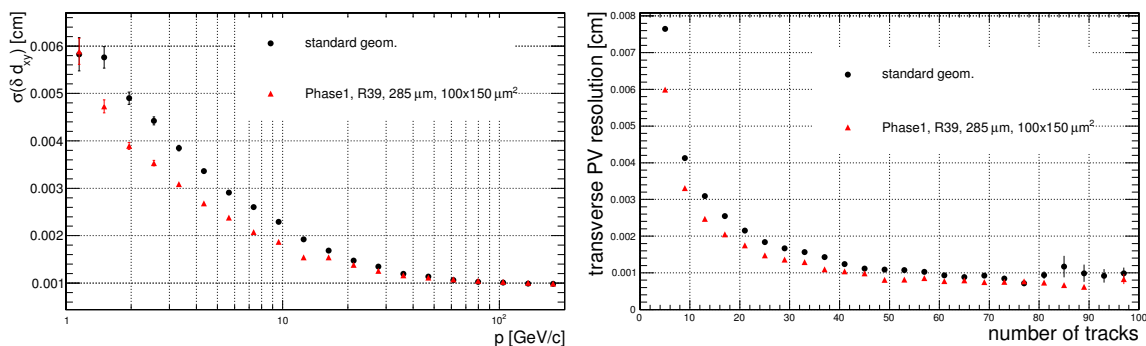 σ(δ d_xy) [cm]
0.006
0.005
0.004
0.003
0.002
0.001
standard geom.
Phase1, R39, 285 μm, 100x150 μm²
1
10
10²
p [GeV/c]
transverse PV resolution [cm]
0.008
0.007
0.006
0.005
0.004
0.003
0.002
0.001
0
standard geom.
Phase1, R39, 285 μm, 100x150 μm²
0 10 20 30 40 50 60 70 80 90 100
number of tracks